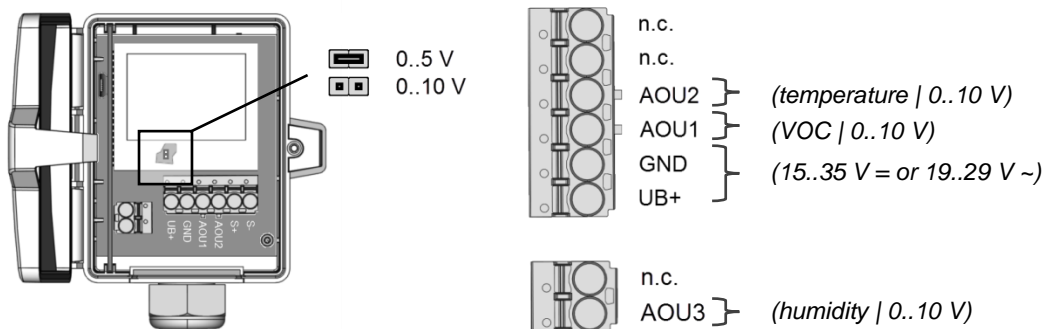 0..5 V
0..10 V
UB+
GND
AOU1
AOU2
S+
S-
n.c.
n.c.
AOU2 (temperature | 0..10 V)
AOU1 (VOC | 0..10 V)
GND
(15..35 V = or 19..29 V ~)
UB+
n.c.
AOU3 (humidity | 0..10 V)